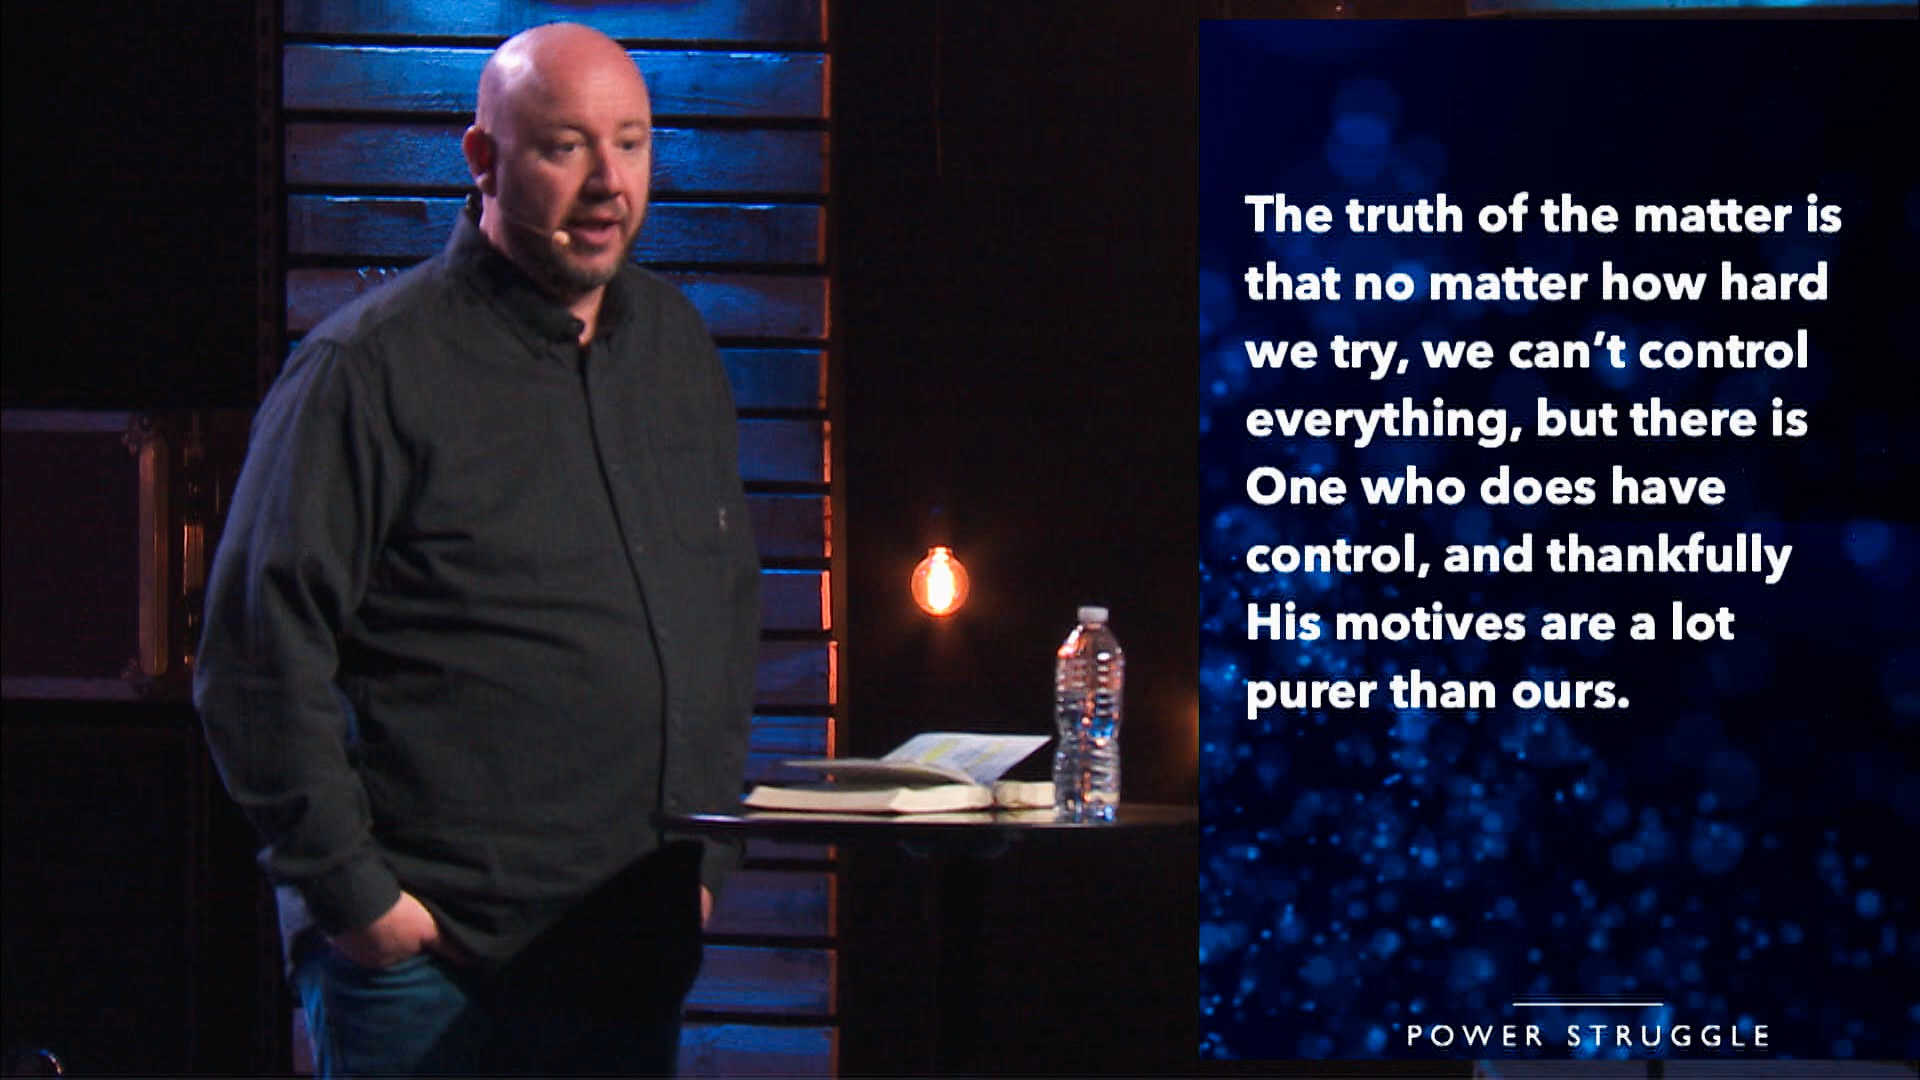 The truth of the matter is
that no matter how hard
we try, we can’t control
everything, but there is
One who does have
control, and thankfully
His motives are a lot
purer than ours.
POWER STRUGGLE